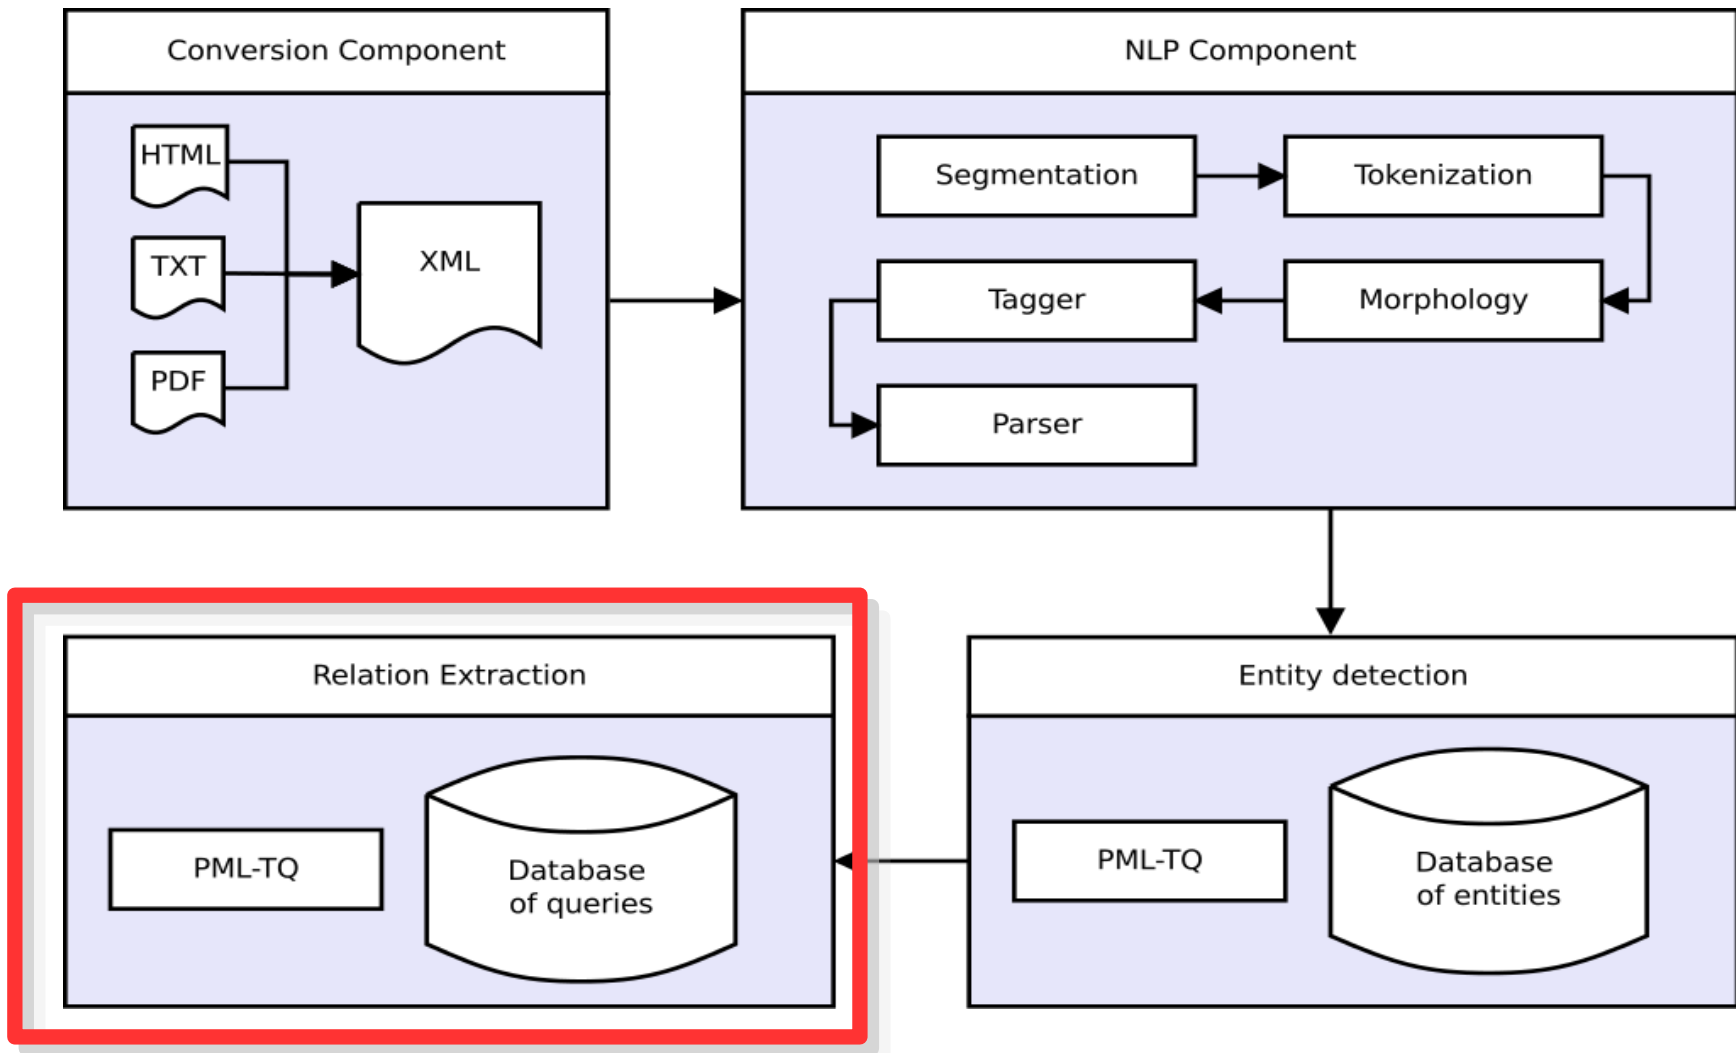 Conversion Component
HTML
TXT
PDF
XML
NLP Component
Segmentation
Tokenization
Tagger
Morphology
Parser
Relation Extraction
PML-TQ
Database
of queries
Entity detection
PML-TQ
Database
of entities